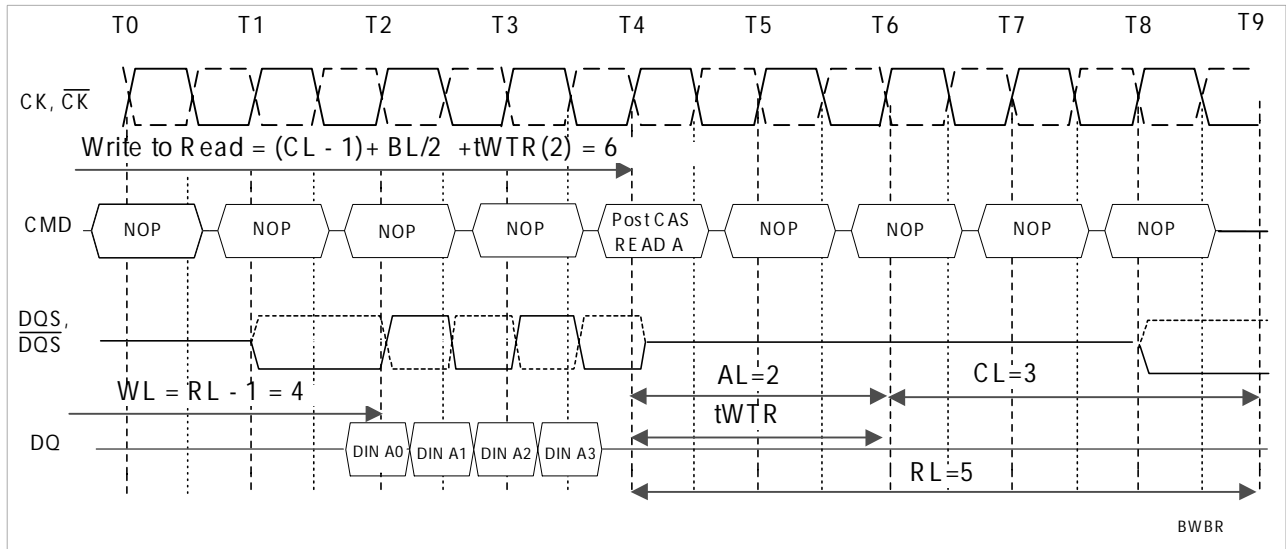 T0 T1 T2 T3 T4 T5 T6 T7 T8 T9
CK, CK
Write to Read = (CL - 1)+ BL/2 +tWTR(2) = 6
CMD NOP NOP NOP NOP Post CAS READ A NOP NOP NOP NOP
DQS,
DQS
AL=2 CL=3
WL = RL - 1 = 4
tWTR
DQ DIN A0 DIN A1 DIN A2 DIN A3
RL=5
BWBR